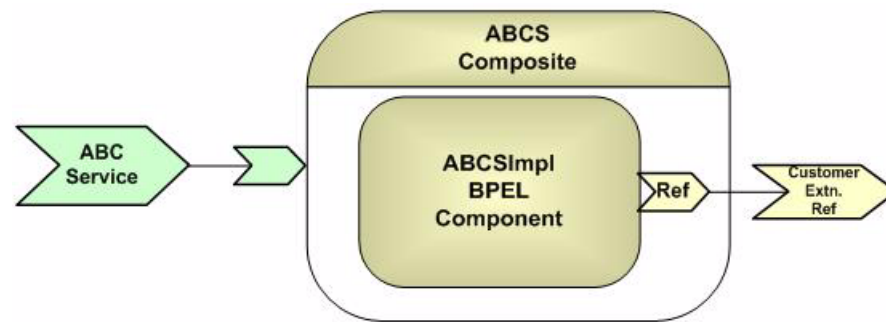 ABCS
Composite
ABC
Service
ABCSImpl
BPEL
Component
Ref
Customer
Extn.
Ref